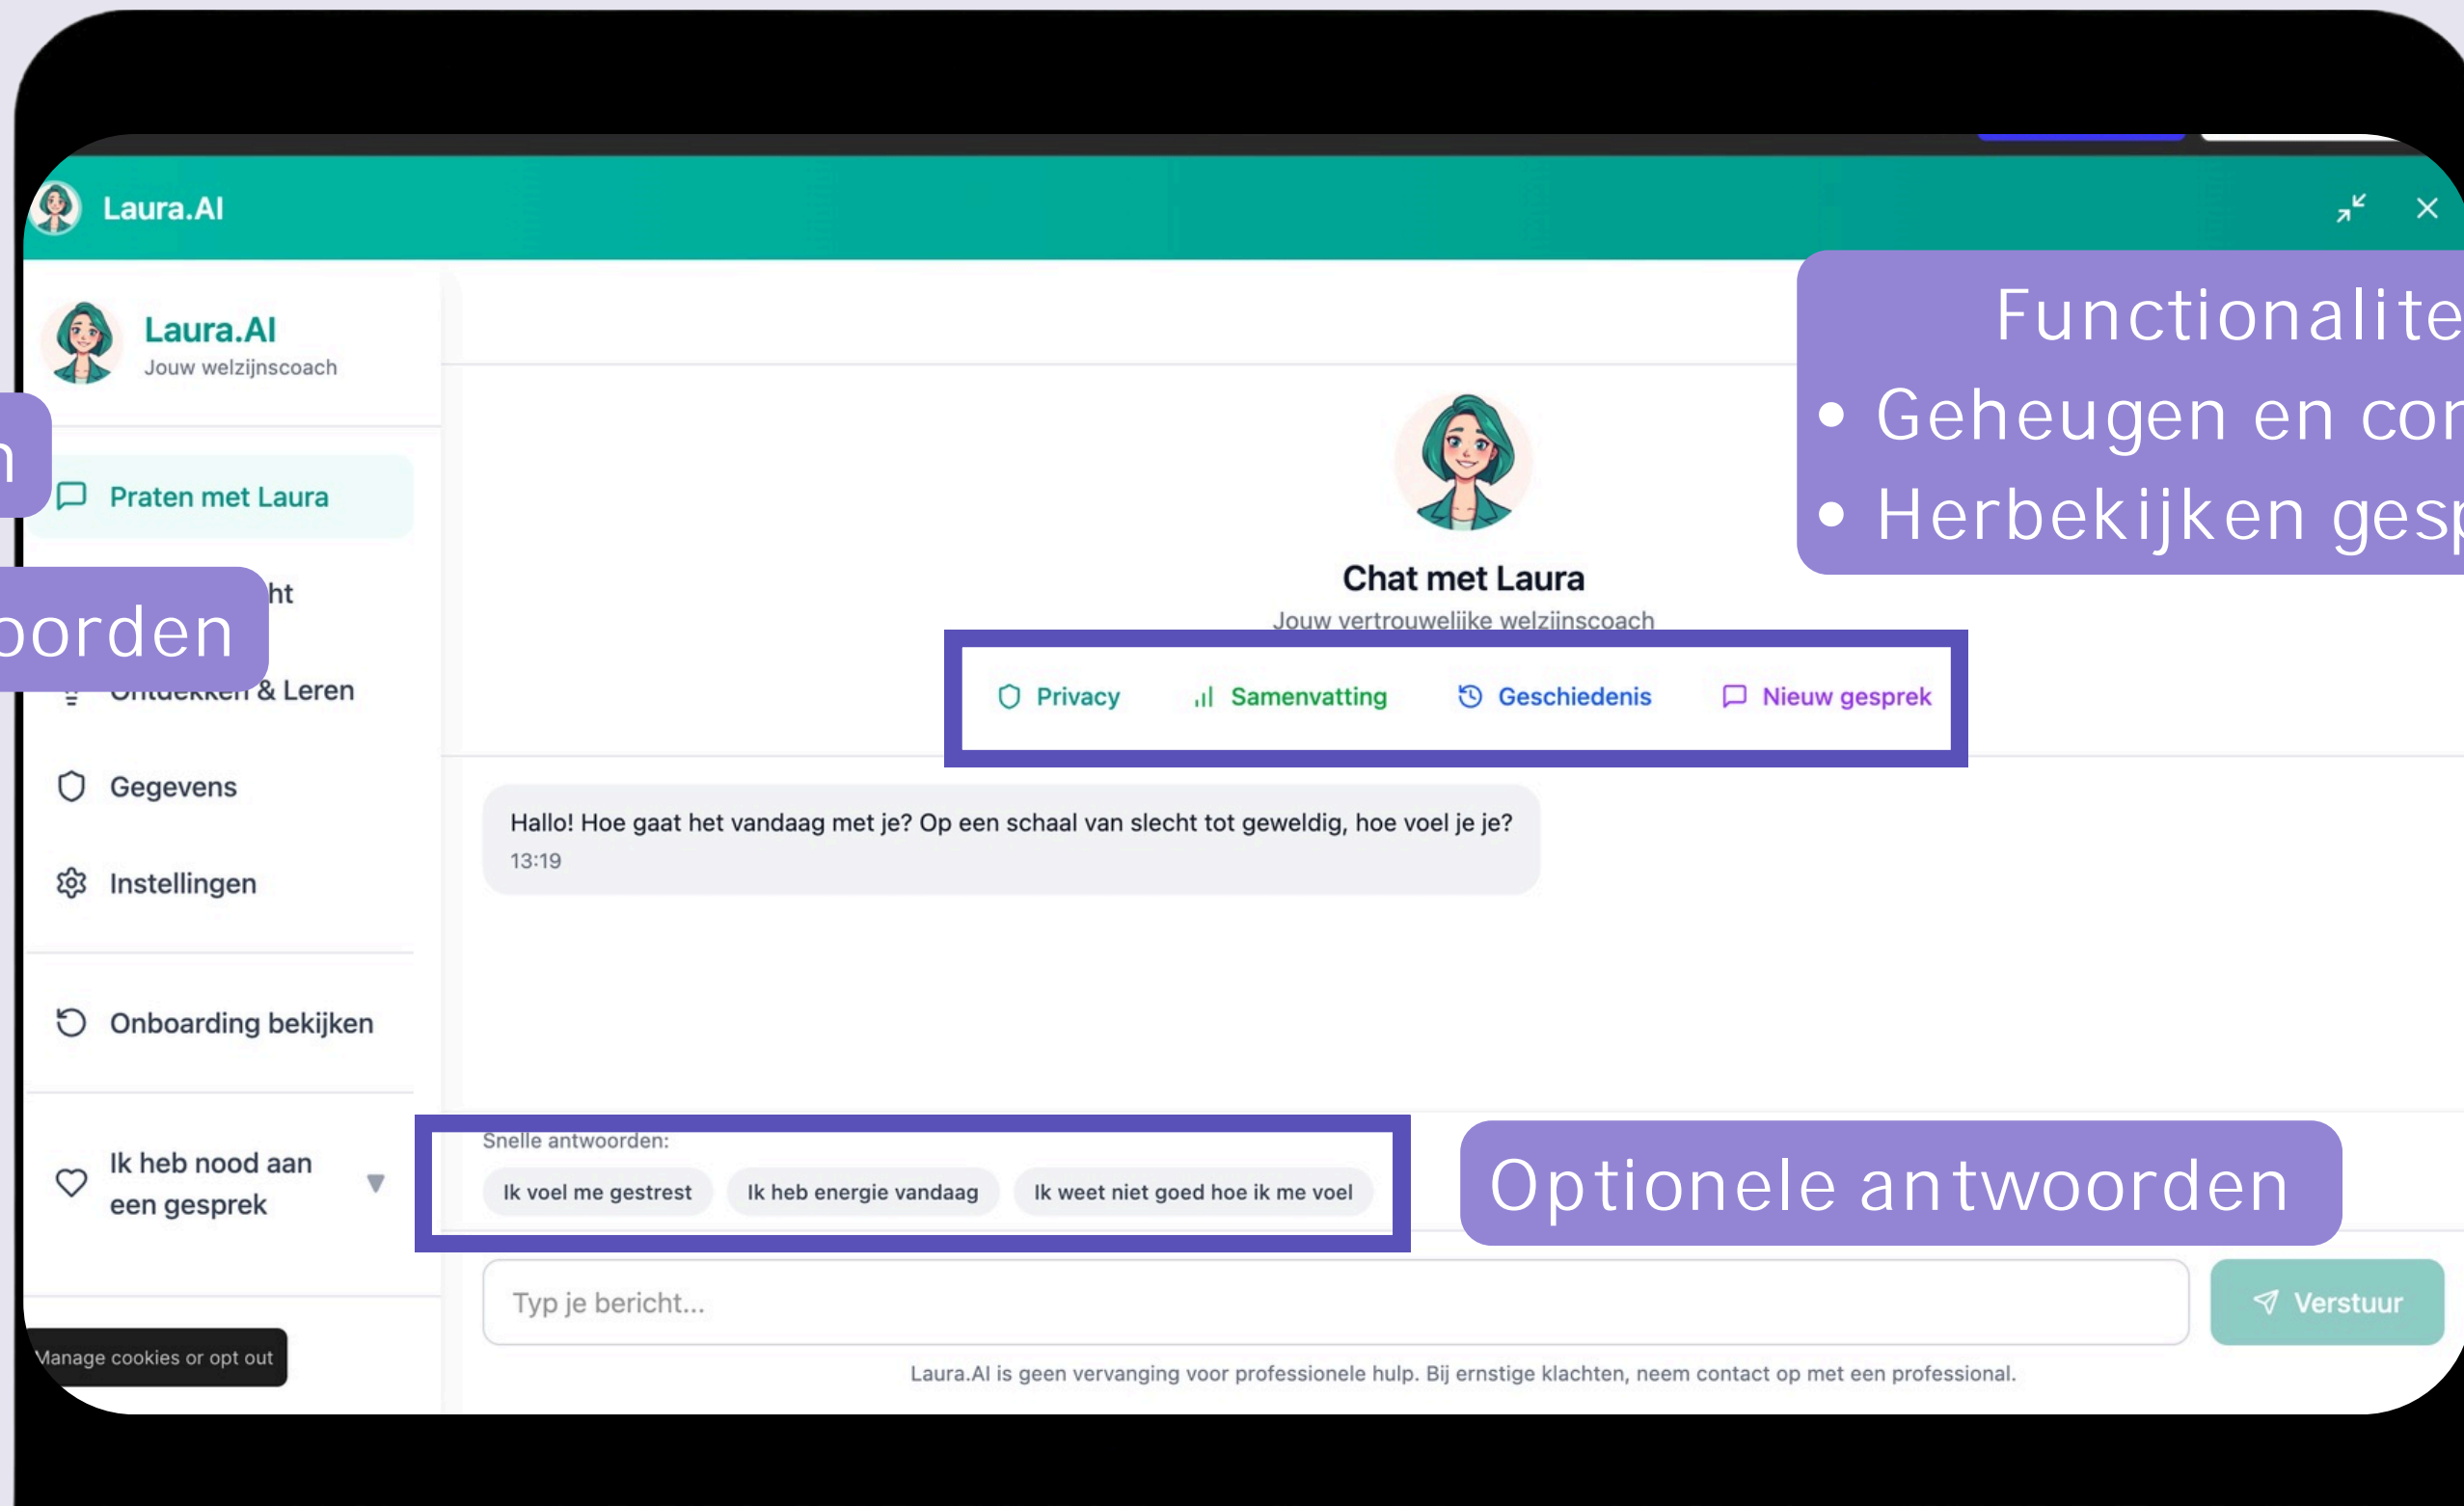 Laura.AI
Laura.AI
Jouw welzijnscoach
Praten met Laura
& Leren
Gegevens
Instellingen
Onboarding bekijken
Ik heb nood aan
een gesprek
Manage cookies or opt out
Chat met Laura
Jouw vertrouwelijke welzijnscoach
Privacy Samenvatting Geschiedenis Nieuw gesprek
Hallo! Hoe gaat het vandaag met je? Op een schaal van slecht tot geweldig, hoe voel je je?
13:19
Snelle antwoorden:
Ik voel me gestrest Ik heb energie vandaag Ik weet niet goed hoe ik me voel
Optionele antwoorden
Typ je bericht...
Verstuur
Laura.AI is geen vervanging voor professionele hulp. Bij ernstige klachten, neem contact op met een professional.
Functionalite
• Geheugen en con
• Herbekijken gesp
oorden